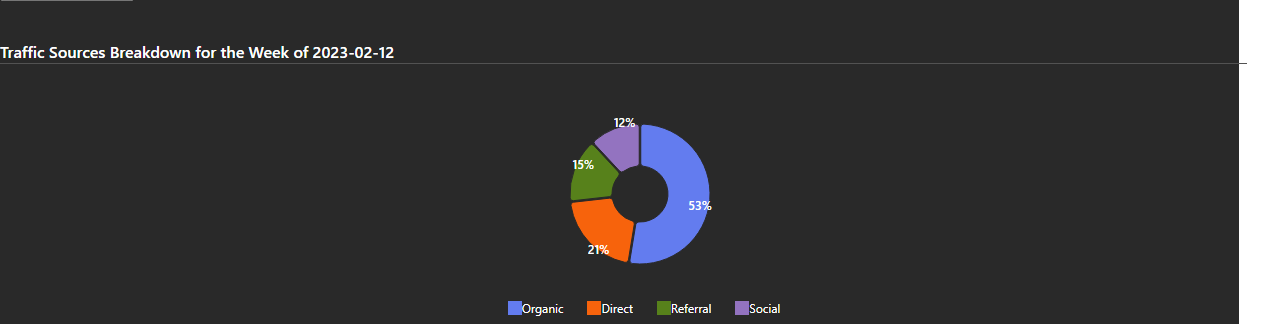 Traffic Sources Breakdown for the Week of 2023-02-12
12%
15%
53%
21%
Organic Direct Referral Social